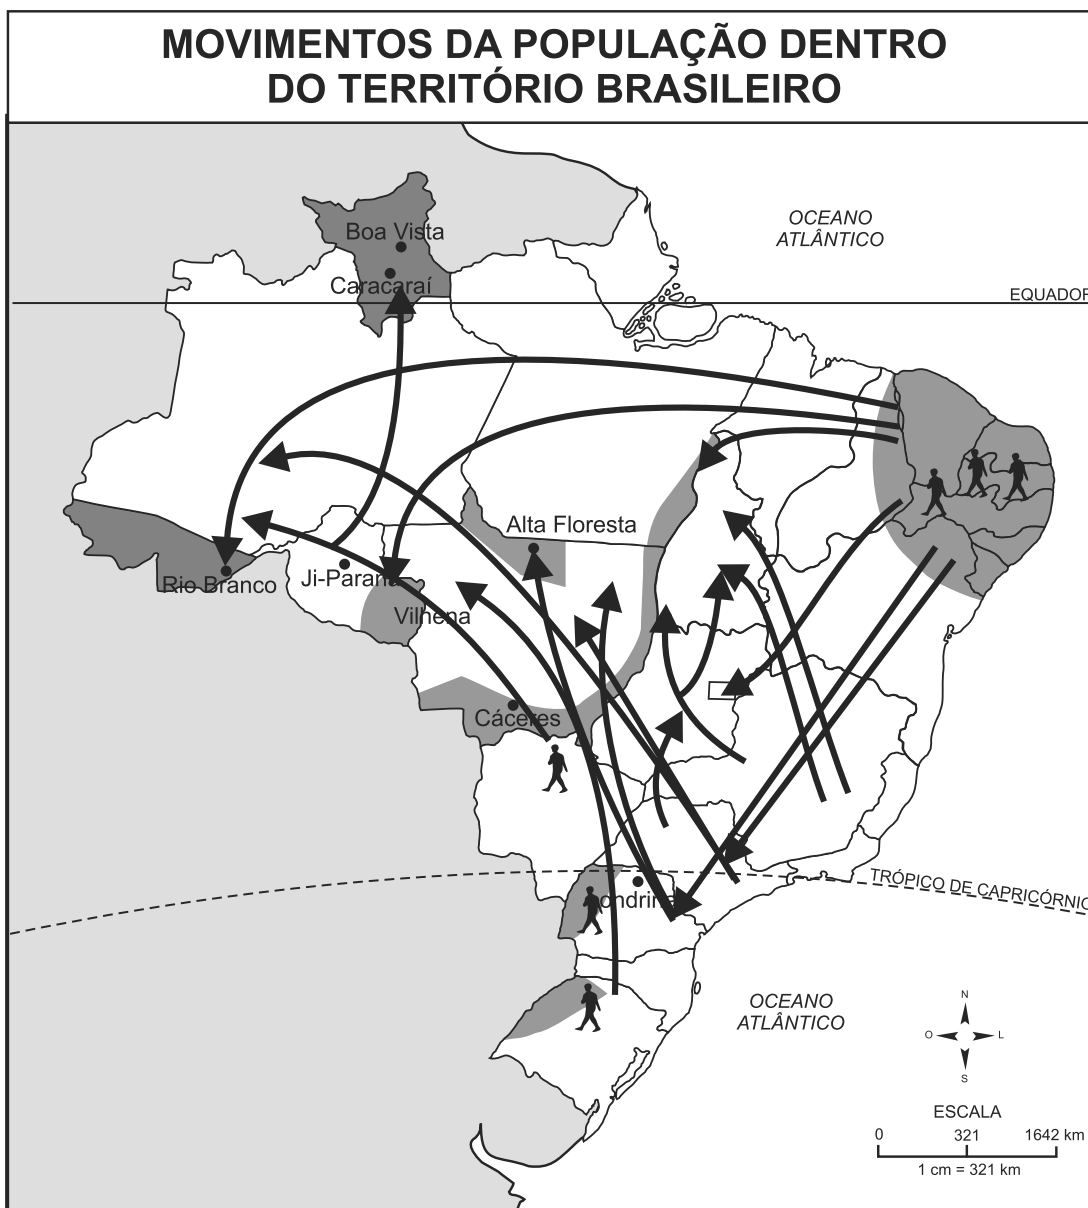 MOVIMENTOS DA POPULAÇÃO DENTRO
DO TERRITÓRIO BRASILEIRO
OCEANO
ATLÂNTICO
Boa Vista
Caracaraí
EQUADOR
Alta Floresta
Rio Branco
Ji-Paraná
Vilhena
Cáceres
TRÓPICO DE CAPRICÓRNIO
Londrina
OCEANO
ATLÂNTICO
N
O
L
S
ESCALA
0 321 1642 km
1 cm = 321 km